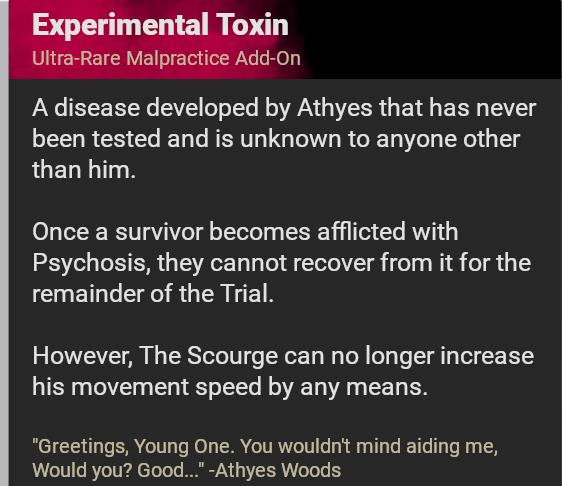 Experimental Toxin
Ultra-Rare Malpractice Add-On
A disease developed by Athyes that has never
been tested and is unknown to anyone other
than him.
Once a survivor becomes afflicted with
Psychosis, they cannot recover from it for the
remainder of the Trial.
However, The Scourge can no longer increase
his movement speed by any means.
"Greetings, Young One. You wouldn't mind aiding me,
Would you? Good..." -Athyes Woods